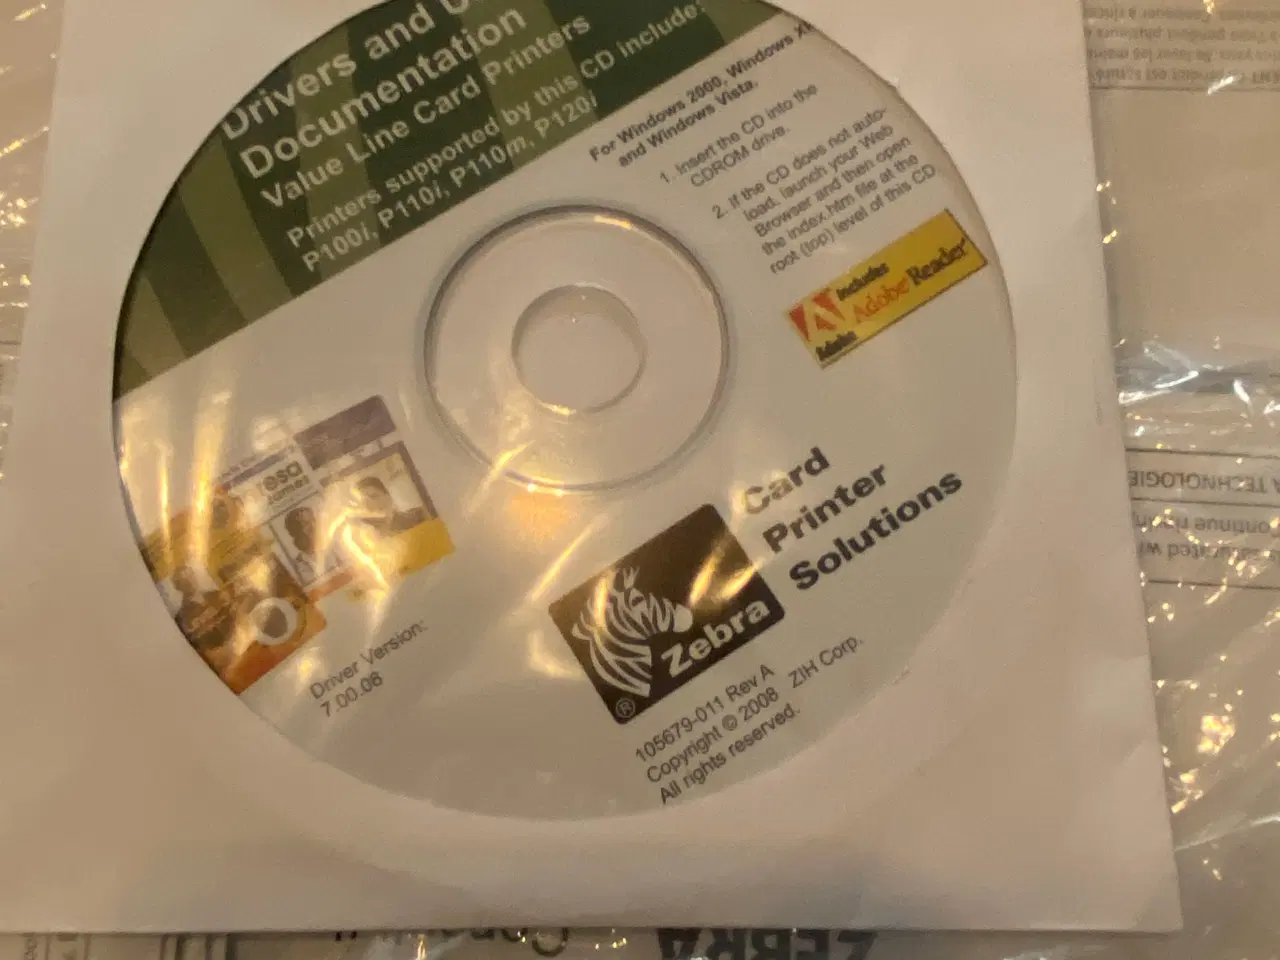 Drivers and
Documentation
Value Line Card Printers
Printers supported by this CD include:
P100i, P110i, P110m, P120i
For Windows 2000, Windows XP
and Windows Vista.
1. Insert the CD into the
CDROM drive.
2. If the CD does not auto-
load, launch your Web
Browser and then open
the index.htm file at the
root (top) level of this CD
Includes
Adobe Reader
Adobe
Card
Printer
Solutions
Zebra
®
Driver Version:
7.00.06
105679-011 Rev A
Copyright © 2008 ZIH Corp.
All rights reserved.
TECHNOLOGIE
continue
ZEBRA